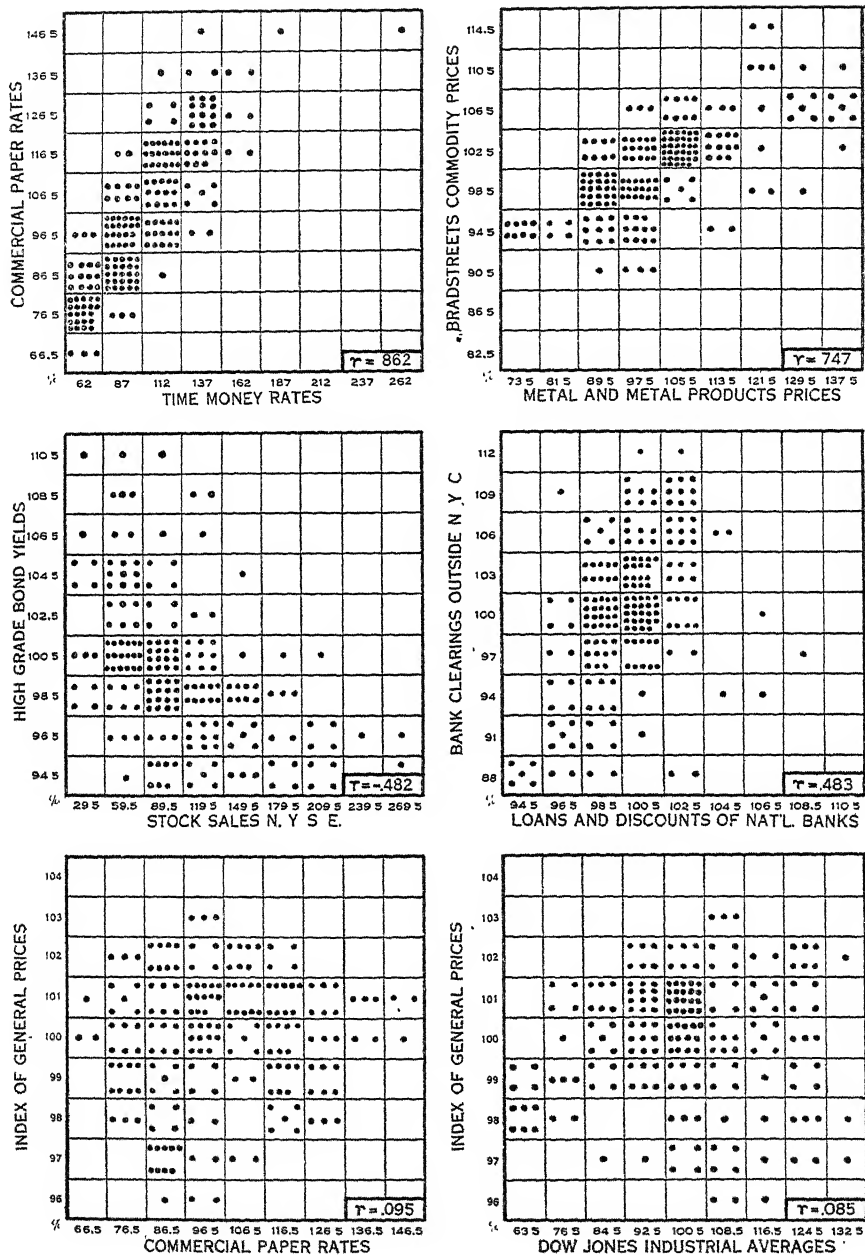 COMMERCIAL PAPER RATES
146 5
136 5
126 5
116 5
106 5
96 5
86 5
76 5
66,5
%
62 87 112 137 162 187 212 237 262
TIME MONEY RATES
r = 862
BRADSTREETS COMMODITY PRICES
114.5
110 5
106 5
102 5
98 5
94 5
90 5
86 5
82.5
%
73 5 81 5 89 5 97 5 105 5 113 5 121 5 129 5 137 5
METAL AND METAL PRODUCTS PRICES
r = 747
HIGH GRADE BOND YIELDS
110 5
108 5
106 5
104 5
102.5
100 5
98 5
96 5
94 5
%
29 5 59.5 89.5 119 5 149 5 179 5 209 5 239 5 269 5
STOCK SALES N. Y S E.
r=-.482
BANK CLEARINGS OUTSIDE N Y C
112
109
106
103
100
97
94
91
88
%
94 5 96 5 98 5 100 5 102 5 104 5 106 5 108.5 110 5
LOANS AND DISCOUNTS OF NAT'L. BANKS
r=.483
INDEX OF GENERAL PRICES
104
103
102
101
100
99
98
97
96
%
66,5 76,5 86.5 96 5 106 5 116,5 126 5 136,5 146,5
COMMERCIAL PAPER RATES
r=.095
INDEX OF GENERAL PRICES
104
103
102
101
100
99
98
97
96
%
63 5 76 5 84 5 92 5 100 5 108,5 116,5 124 5 132 5
DOW JONES INDUSTRIAL AVERAGES
r=.085